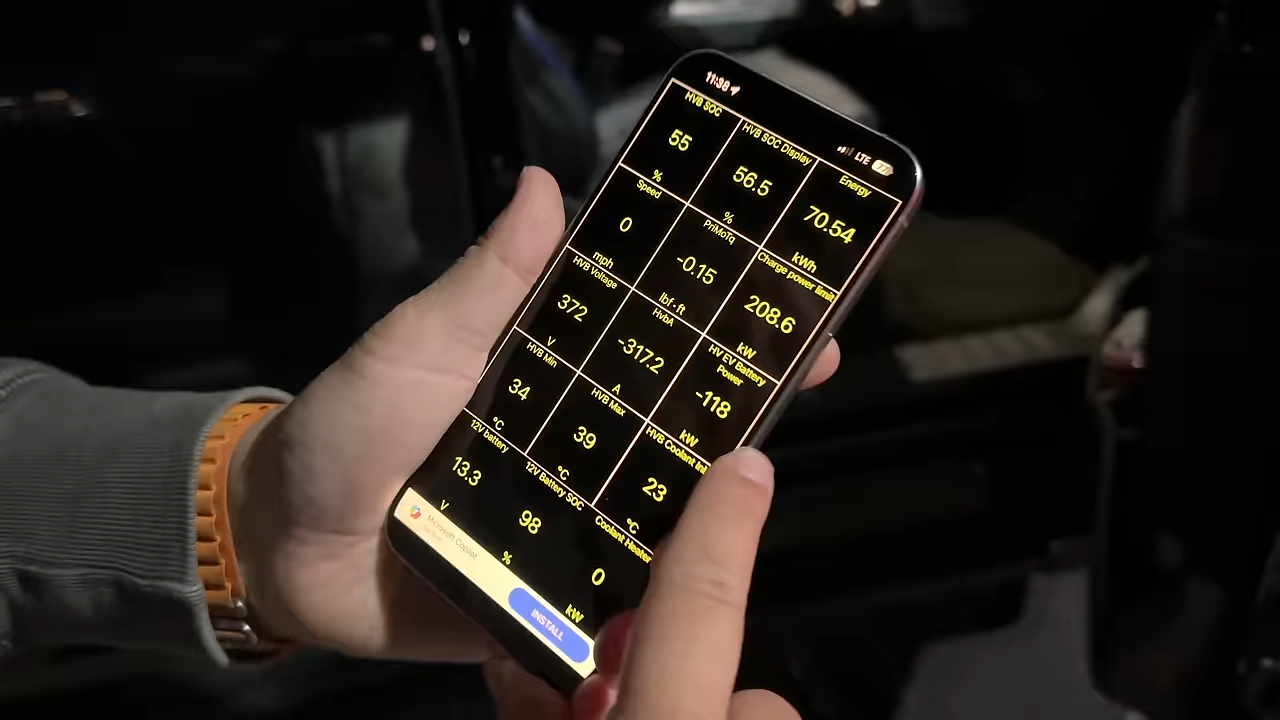 11:38
LTE
77
HVB SOC
55
%
HVB SOC Display
56.5
%
Energy
70.54
kWh
Speed
0
mph
PriMoTq
-0.15
lbf·ft
Charge power limit
208.6
kW
HVB Voltage
372
V
HvbA
-317.2
A
HV EV Battery
Power
-118
kW
HVB Min
34
°C
HVB Max
39
°C
HVB Coolant Inl
23
°C
12V battery
13.3
V
12V Battery SOC
98
%
Coolant Heater
0
kW
Microsoft Copilot
INSTALL